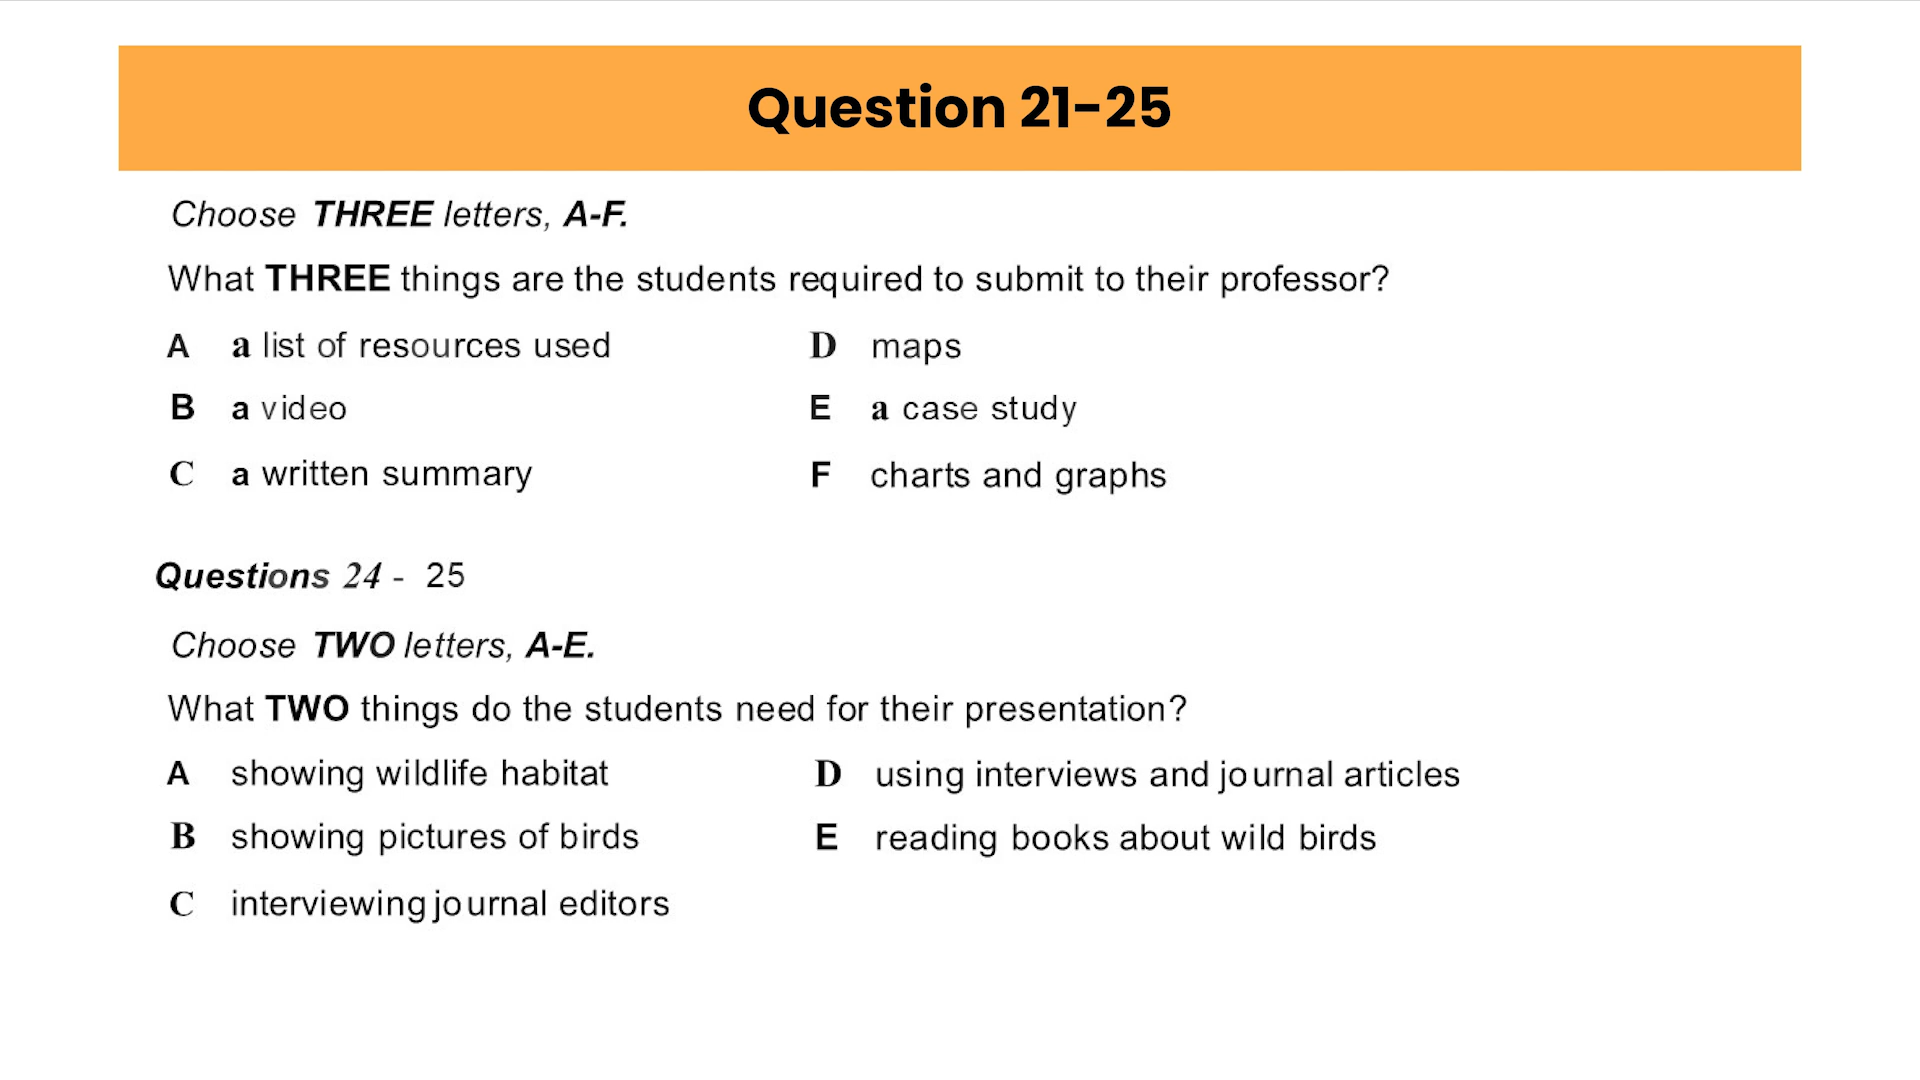 Question 21-25
Choose THREE letters, A-F.
What THREE things are the students required to submit to their professor?
A a list of resources used
B a video
C a written summary
D maps
E a case study
F charts and graphs
Questions 24 - 25
Choose TWO letters, A-E.
What TWO things do the students need for their presentation?
A showing wildlife habitat
B showing pictures of birds
C interviewing journal editors
D using interviews and journal articles
E reading books about wild birds